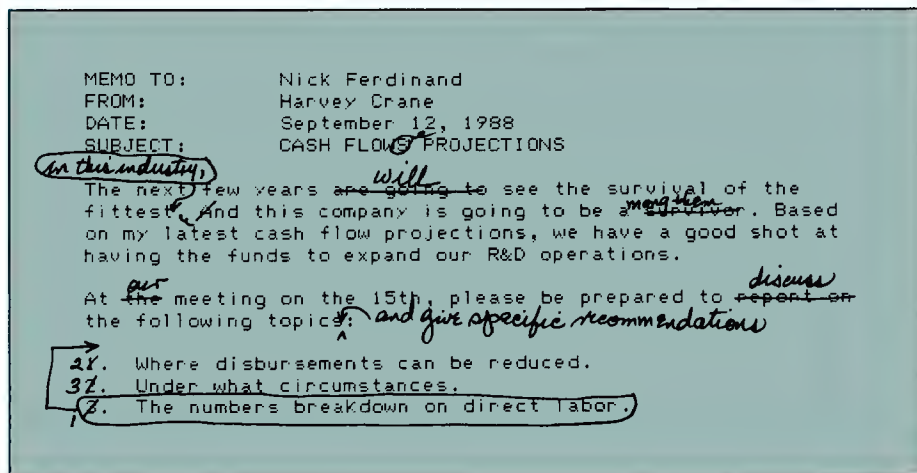 MEMO TO: Nick Ferdinand
FROM: Harvey Crane
DATE: September 12, 1988
SUBJECT: CASH FLOWS PROJECTIONS
in this industry,
will
The next few years are going to see the survival of the
mong them
fittest. And this company is going to be a survivor. Based
on my latest cash flow projections, we have a good shot at
having the funds to expand our R&D operations.
our discuss
At the meeting on the 15th, please be prepared to report on
the following topics: and give specific recommendations
2 1. Where disbursements can be reduced.
3 2. Under what circumstances.
1 3. The numbers breakdown on direct labor.